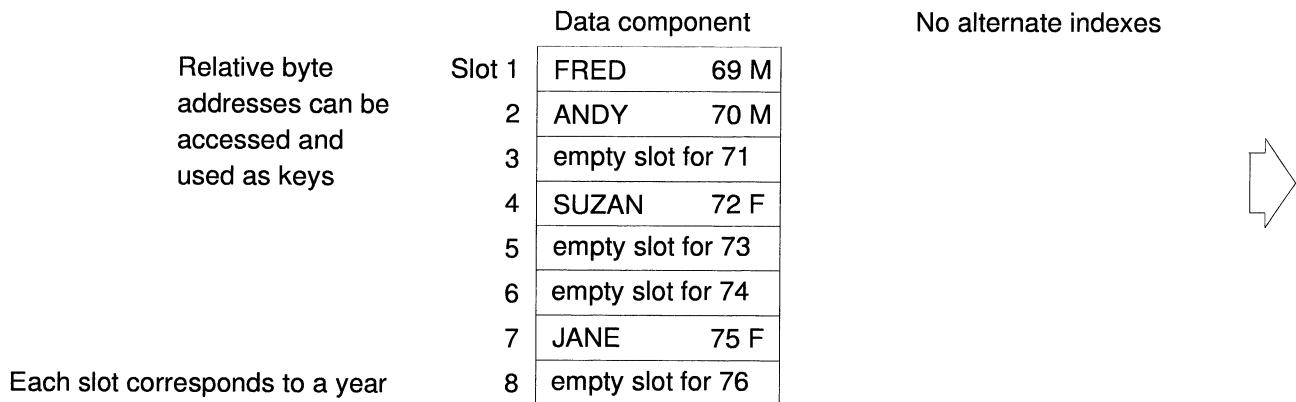 Data component
No alternate indexes
Relative byte
addresses can be
accessed and
used as keys
Slot 1 FRED 69 M
2 ANDY 70 M
3 empty slot for 71
4 SUZAN 72 F
5 empty slot for 73
6 empty slot for 74
7 JANE 75 F
Each slot corresponds to a year
8 empty slot for 76